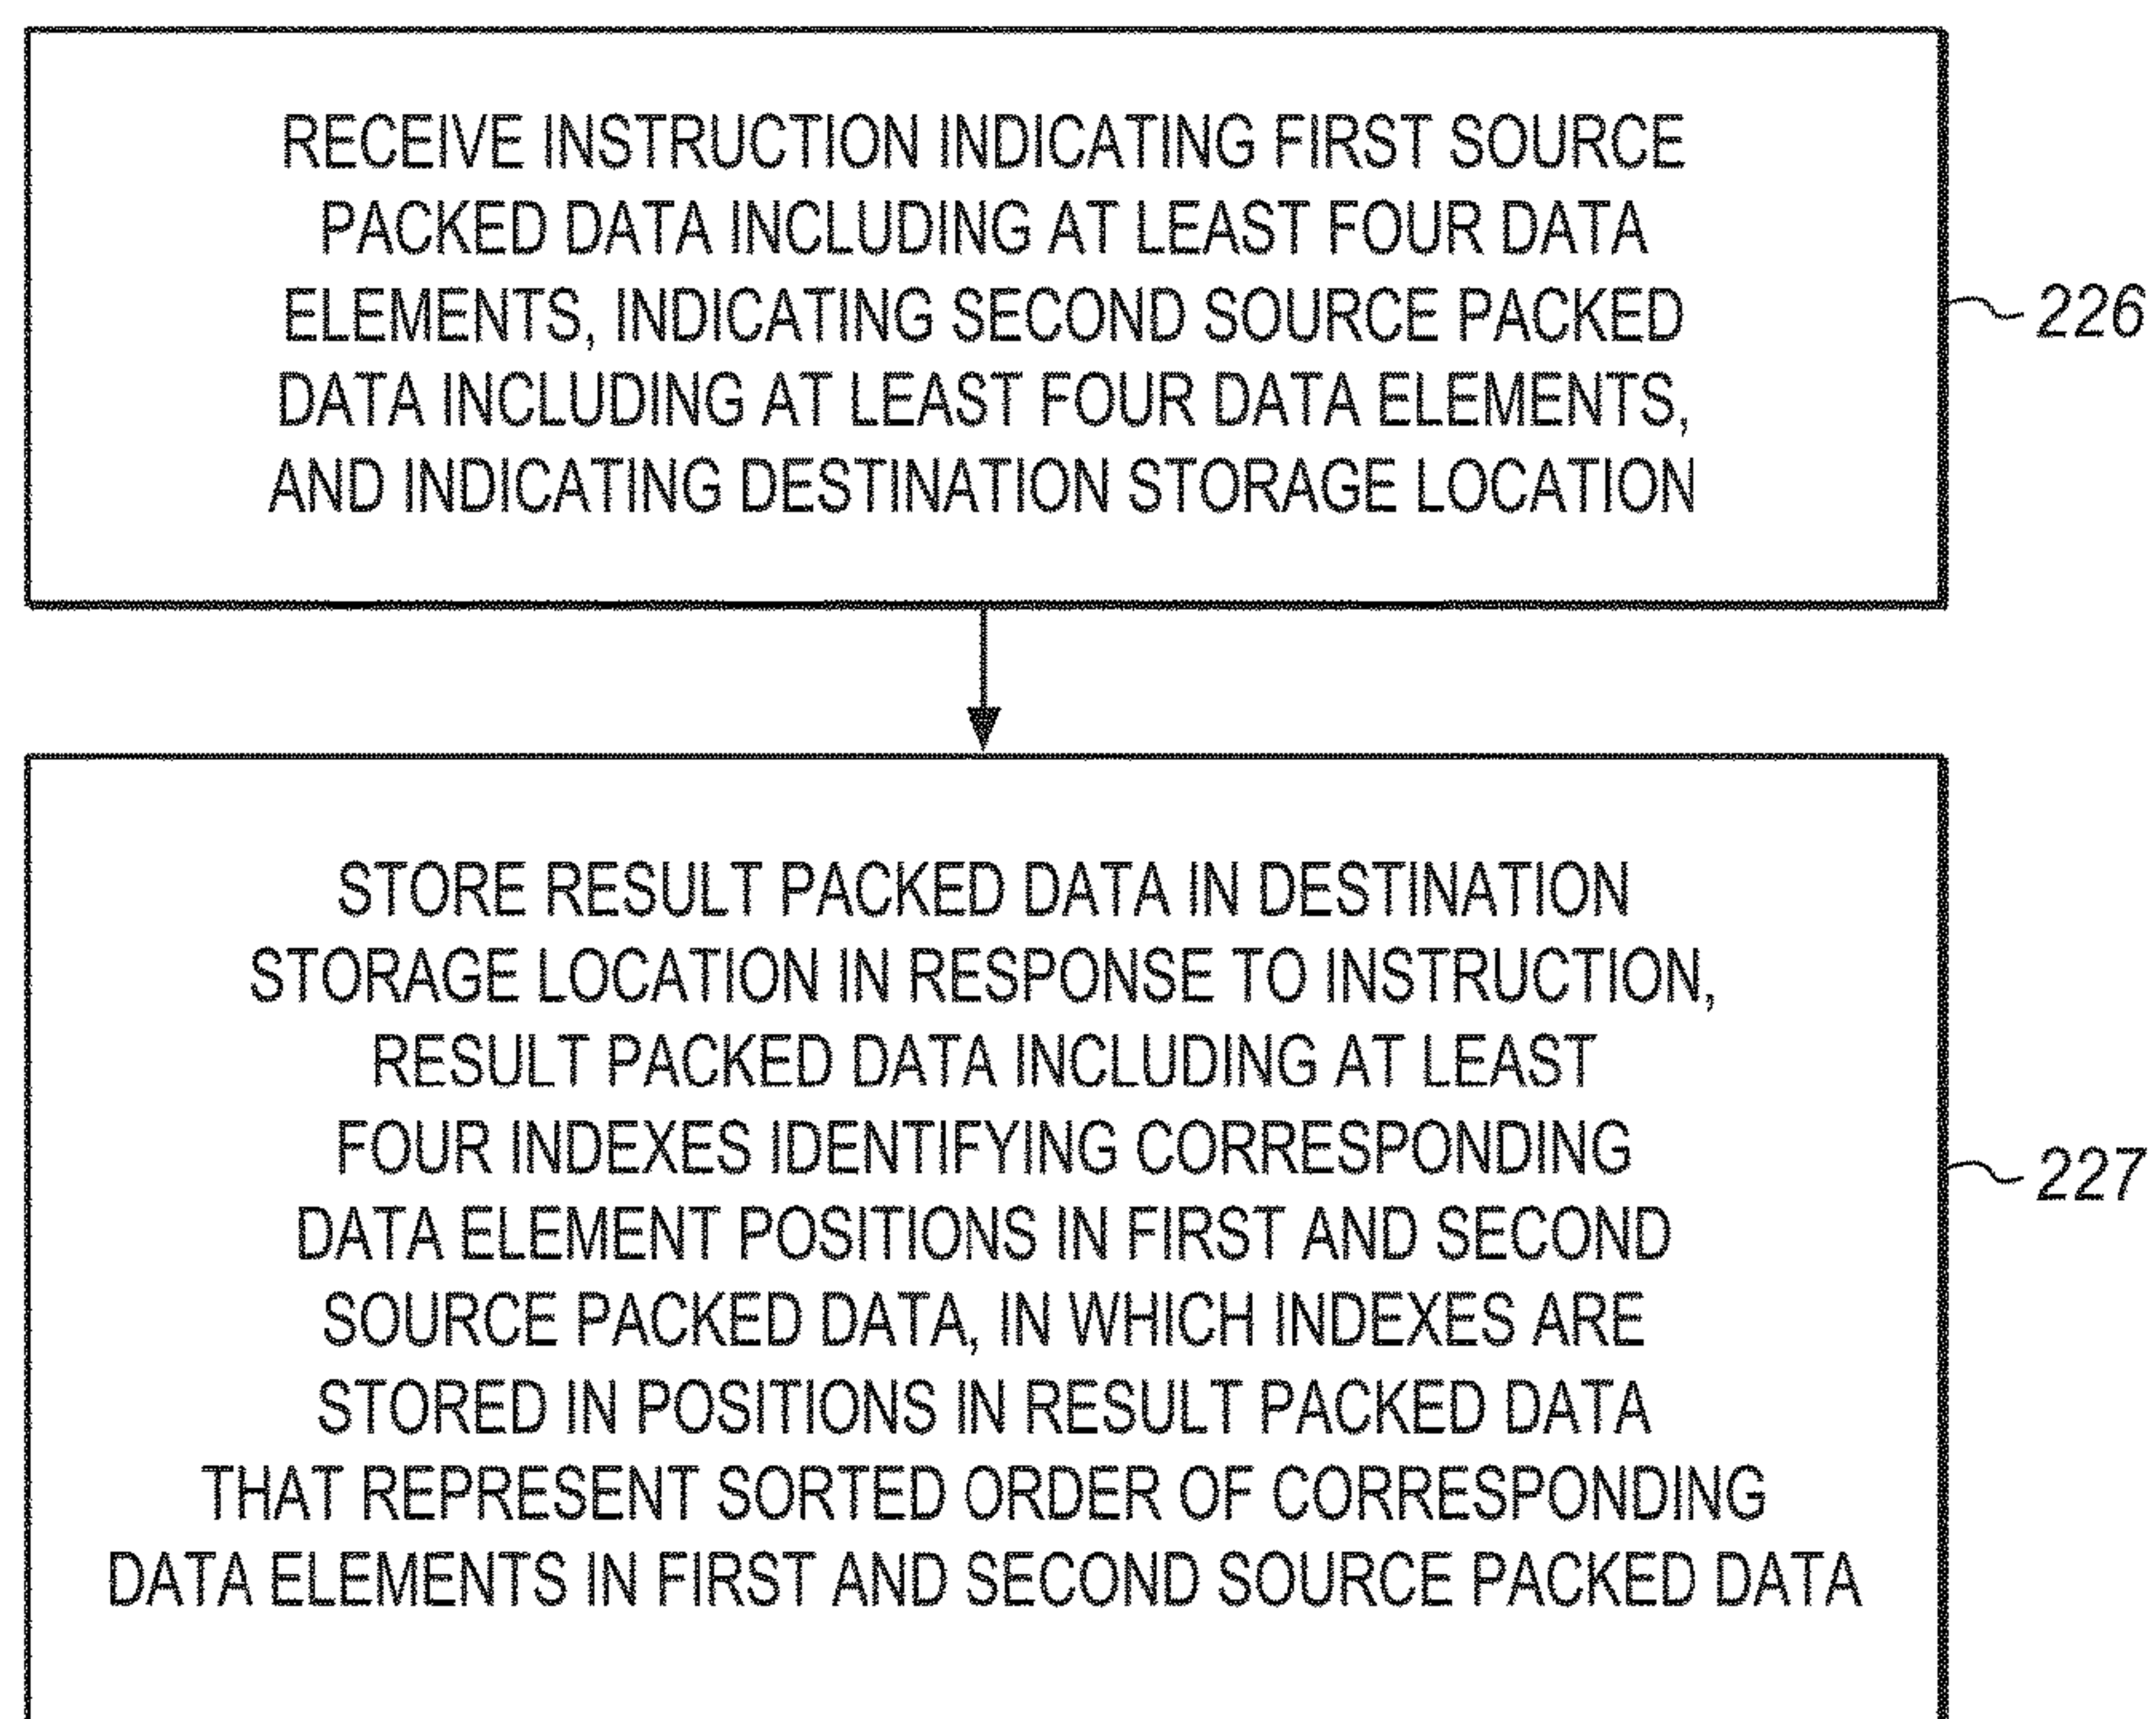 RECEIVE INSTRUCTION INDICATING FIRST SOURCE
PACKED DATA INCLUDING AT LEAST FOUR DATA
ELEMENTS, INDICATING SECOND SOURCE PACKED
DATA INCLUDING AT LEAST FOUR DATA ELEMENTS,
AND INDICATING DESTINATION STORAGE LOCATION
226
STORE RESULT PACKED DATA IN DESTINATION
STORAGE LOCATION IN RESPONSE TO INSTRUCTION,
RESULT PACKED DATA INCLUDING AT LEAST
FOUR INDEXES IDENTIFYING CORRESPONDING
DATA ELEMENT POSITIONS IN FIRST AND SECOND
SOURCE PACKED DATA, IN WHICH INDEXES ARE
STORED IN POSITIONS IN RESULT PACKED DATA
THAT REPRESENT SORTED ORDER OF CORRESPONDING
DATA ELEMENTS IN FIRST AND SECOND SOURCE PACKED DATA
227